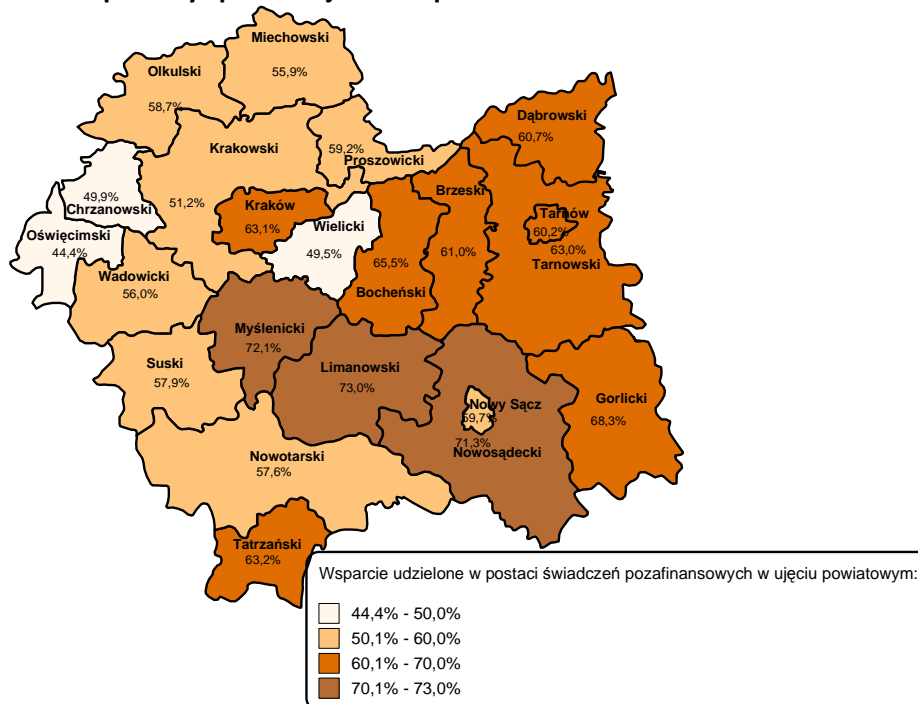 Miechowski
55,9%
Olkulski
58,7%
Dąbrowski
60,7%
Krakowski
51,2%
59,2%
Proszowicki
Brzeski
61,0%
49,9%
Chrzanowski
Kraków
63,1%
Tarnów
60,2%
63,0%
Tarnowski
Oświęcimski
44,4%
Wielicki
49,5%
65,5%
Bocheński
Wadowicki
56,0%
Myślenicki
72,1%
Suski
57,9%
Limanowski
73,0%
Nowy Sącz
59,7%
71,3%
Nowosądecki
Gorlicki
68,3%
Nowotarski
57,6%
Tatrzański
63,2%
Wsparcie udzielone w postaci świadczeń pozafinansowych w ujęciu powiatowym:
44,4% - 50,0%
50,1% - 60,0%
60,1% - 70,0%
70,1% - 73,0%